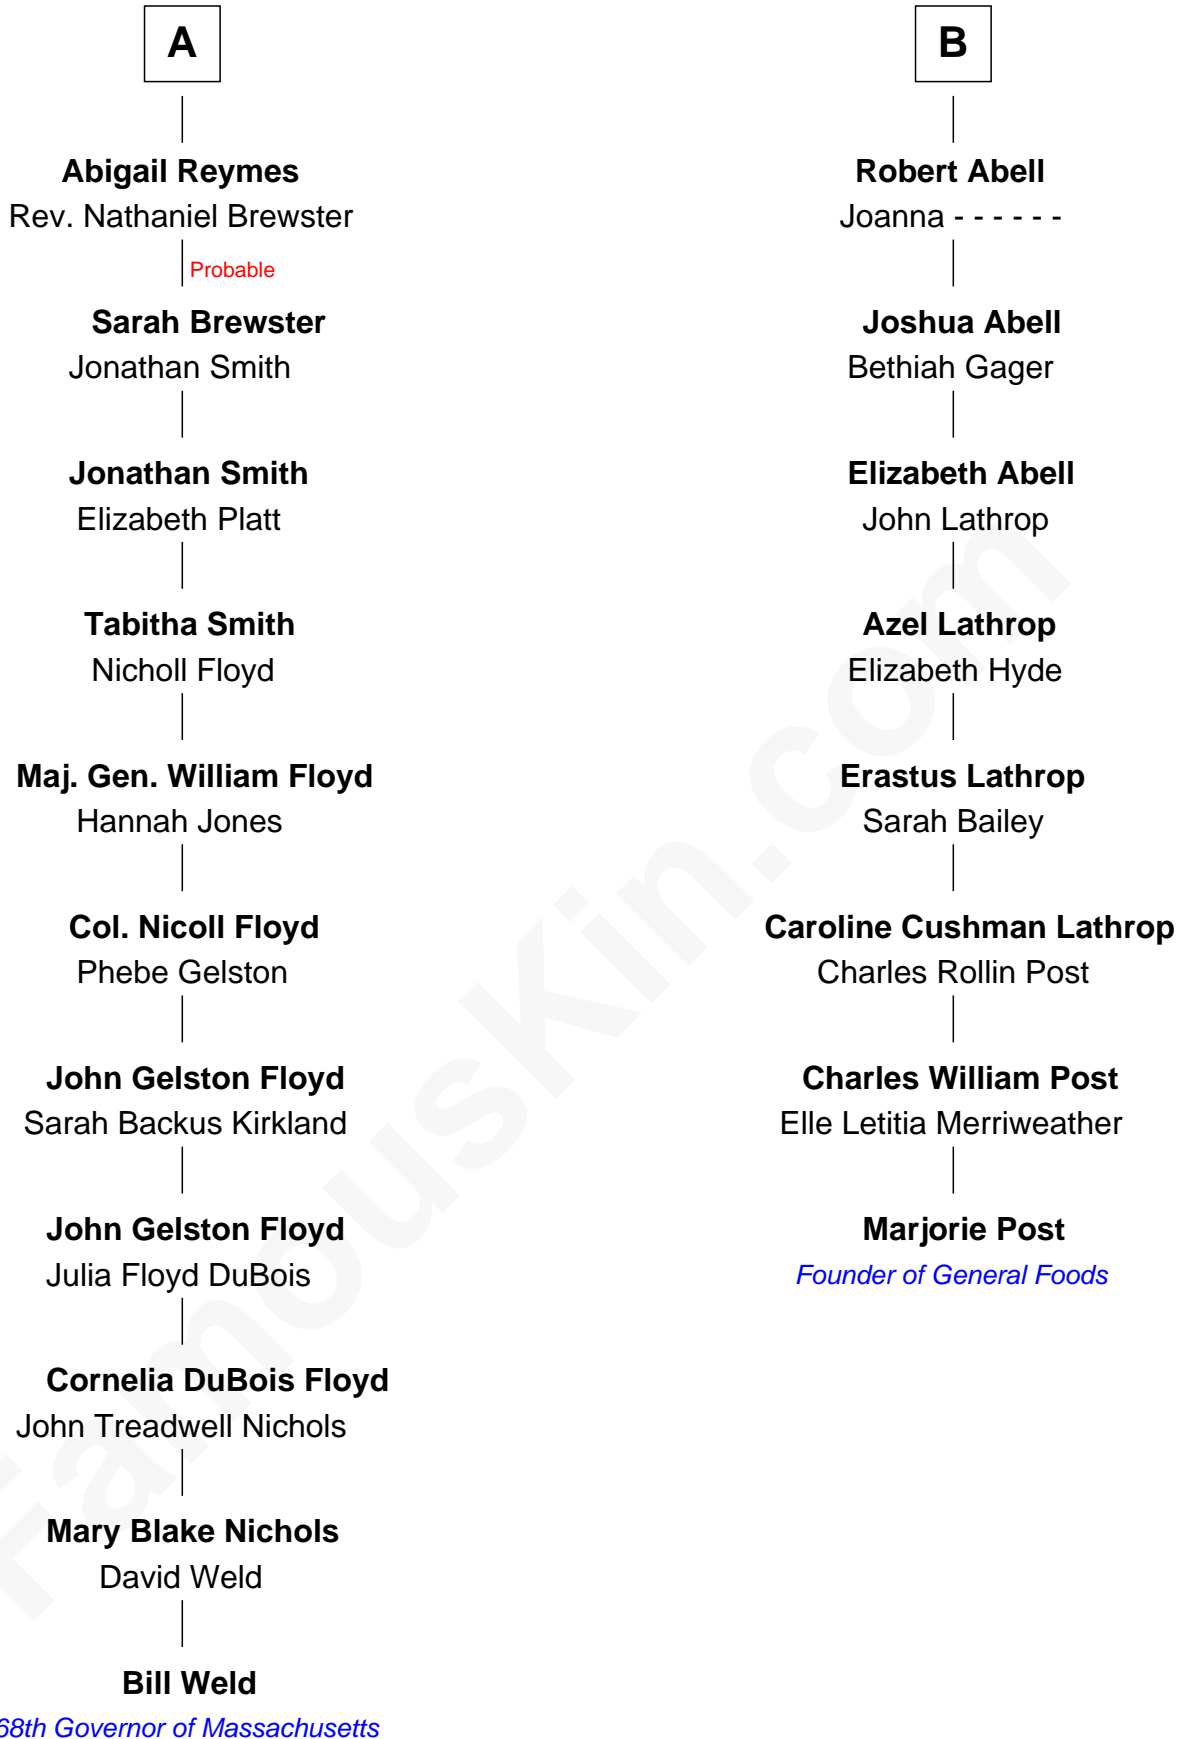 A
Abigail Reymes
Rev. Nathaniel Brewster
Probable
Sarah Brewster
Jonathan Smith
Jonathan Smith
Elizabeth Platt
Tabitha Smith
Nicholl Floyd
Maj. Gen. William Floyd
Hannah Jones
Col. Nicoll Floyd
Phebe Gelston
John Gelston Floyd
Sarah Backus Kirkland
John Gelston Floyd
Julia Floyd DuBois
Cornelia DuBois Floyd
John Treadwell Nichols
Mary Blake Nichols
David Weld
Bill Weld
68th Governor of Massachusetts
B
Robert Abell
Joanna - - - - - -
Joshua Abell
Bethiah Gager
Elizabeth Abell
John Lathrop
Azel Lathrop
Elizabeth Hyde
Erastus Lathrop
Sarah Bailey
Caroline Cushman Lathrop
Charles Rollin Post
Charles William Post
Elle Letitia Merriweather
Marjorie Post
Founder of General Foods
FamousKin.com